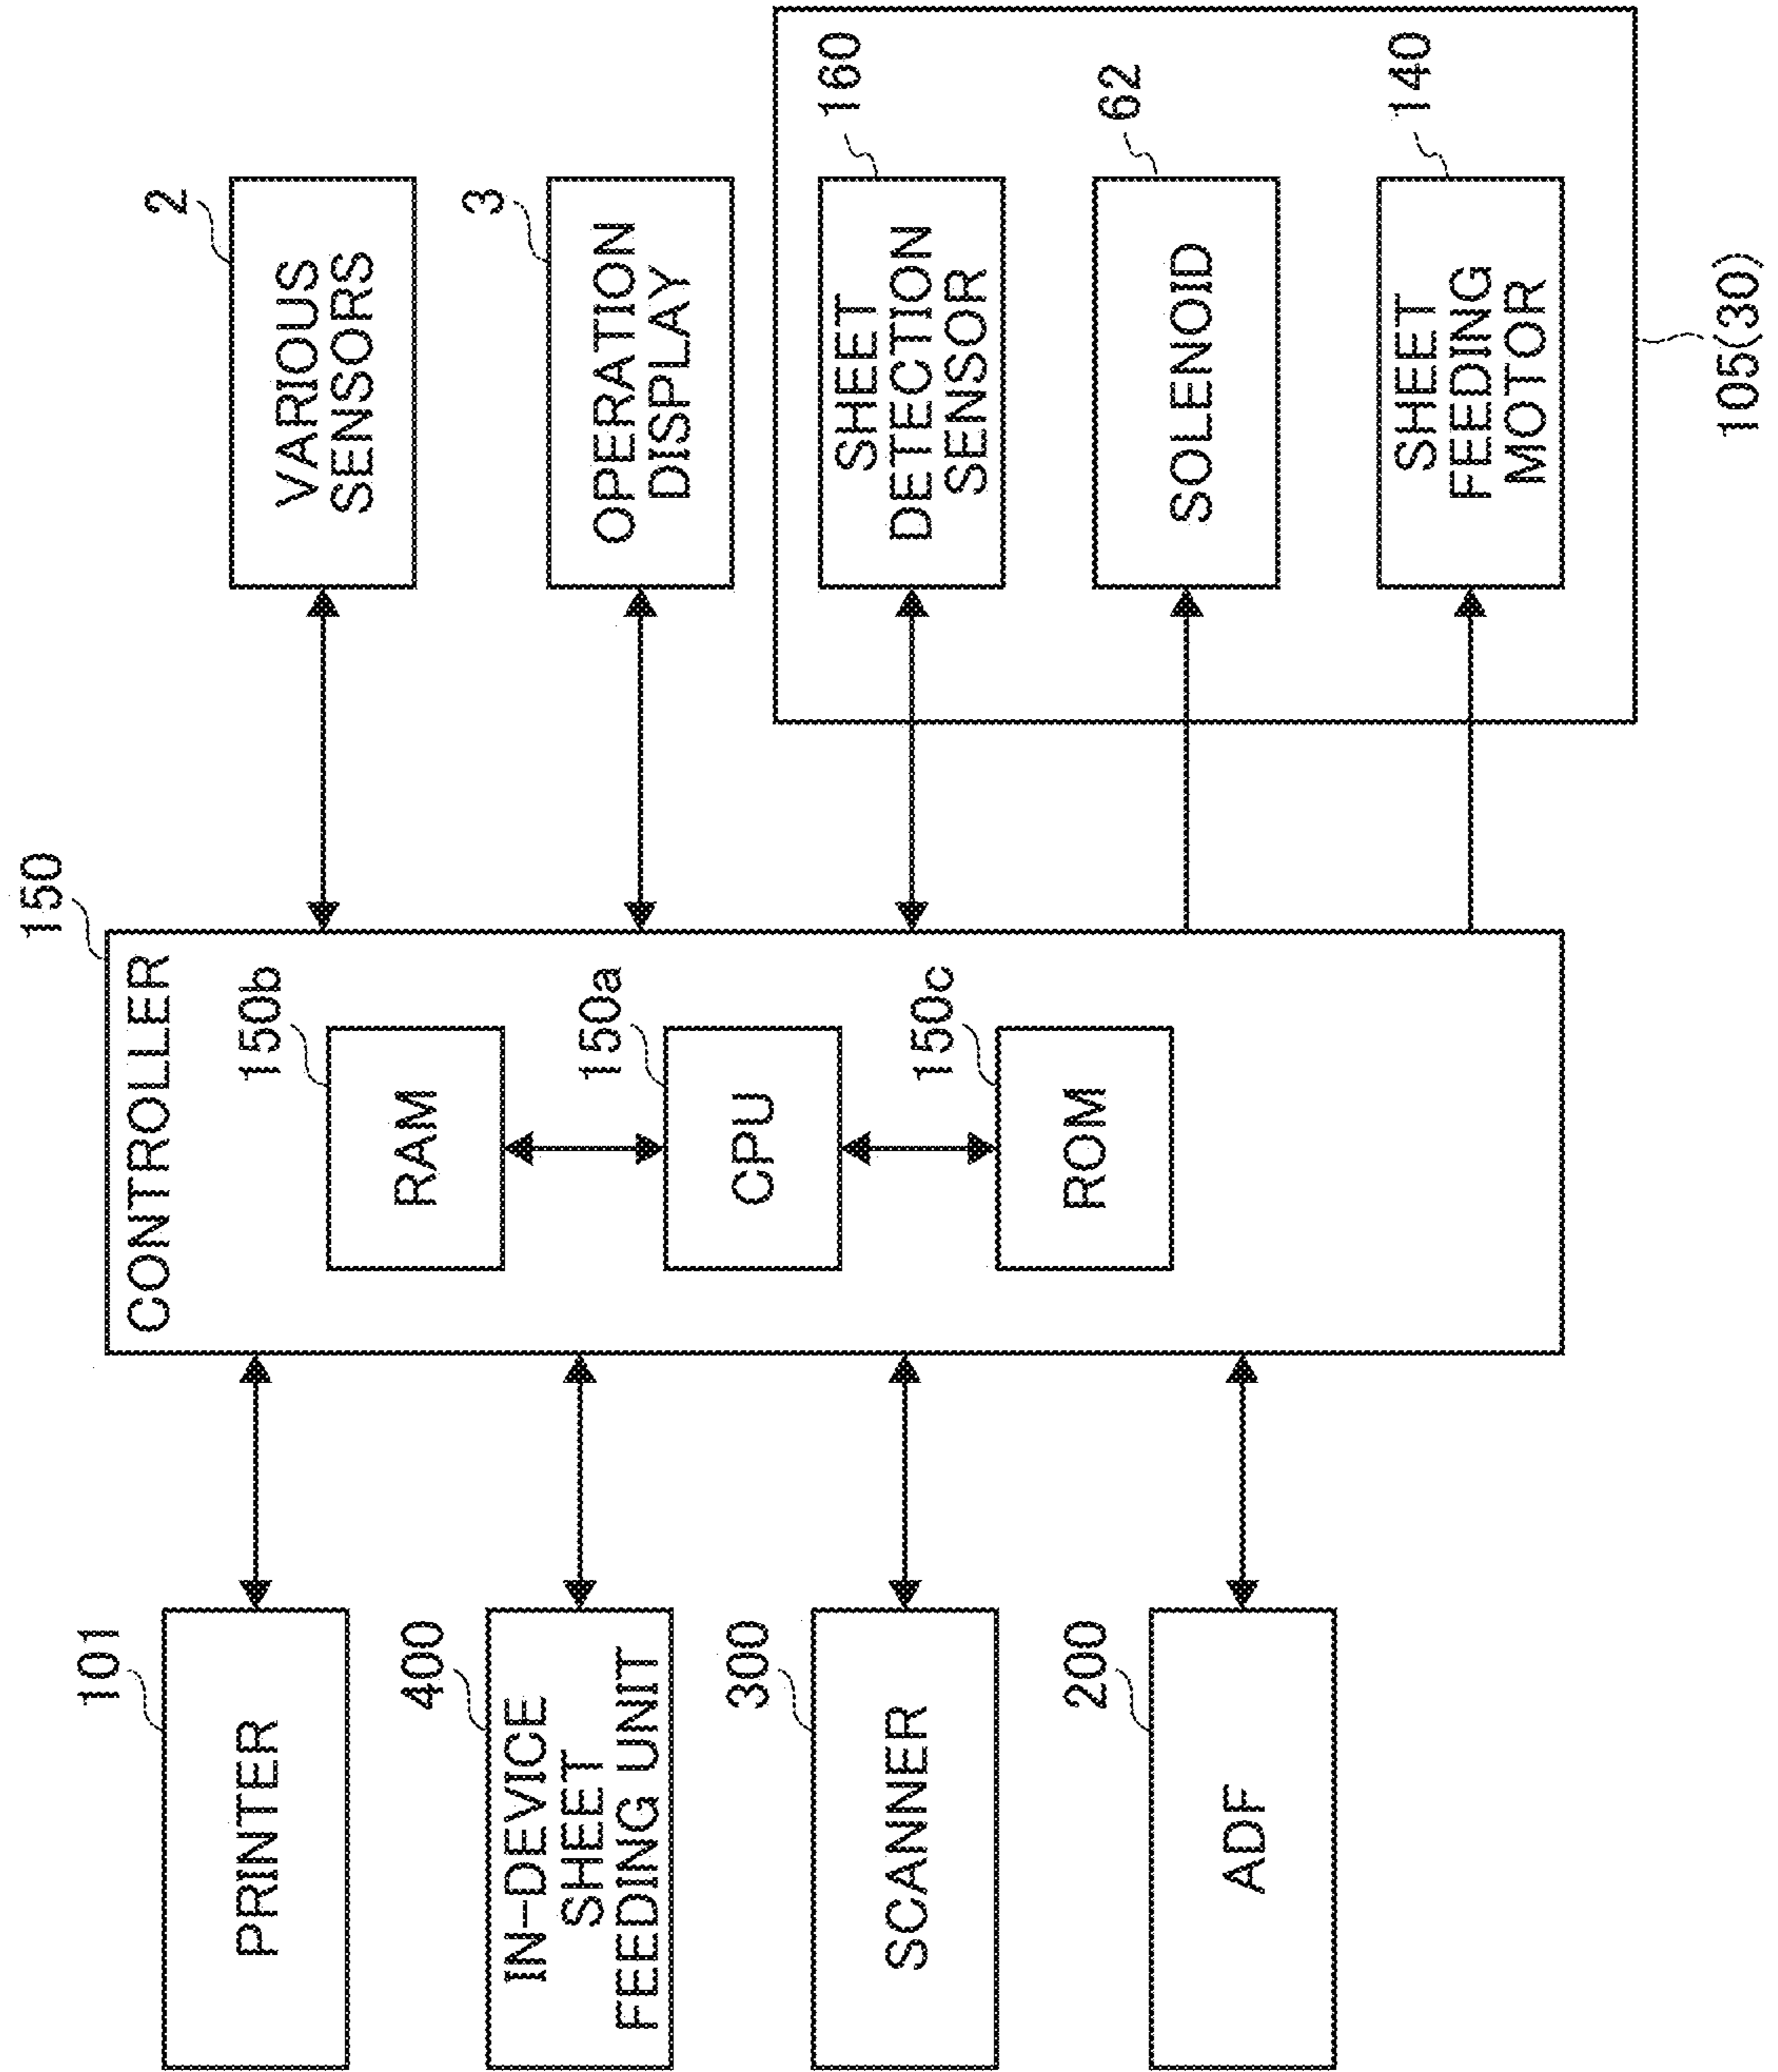 150
CONTROLLER
101
PRINTER
400
IN-DEVICE
SHEET
FEEDING UNIT
300
SCANNER
200
ADF
150b
RAM
150a
CPU
150c
ROM
2
VARIOUS
SENSORS
3
OPERATION
DISPLAY
160
SHEET
DETECTION
SENSOR
62
SOLENOID
140
SHEET
FEEDING
MOTOR
105(30)